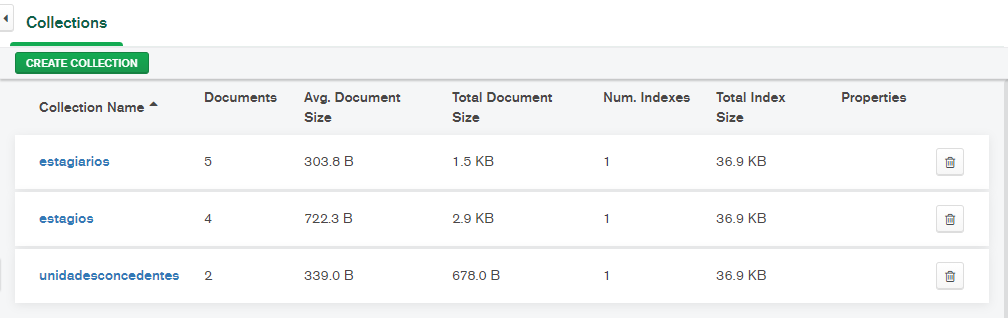 Collections
CREATE COLLECTION
Collection Name Documents Avg. Document Size Total Document Size Num. Indexes Total Index Size Properties
estagiarios 5 303.8 B 1.5 KB 1 36.9 KB
estagios 4 722.3 B 2.9 KB 1 36.9 KB
unidadesconcedentes 2 339.0 B 678.0 B 1 36.9 KB